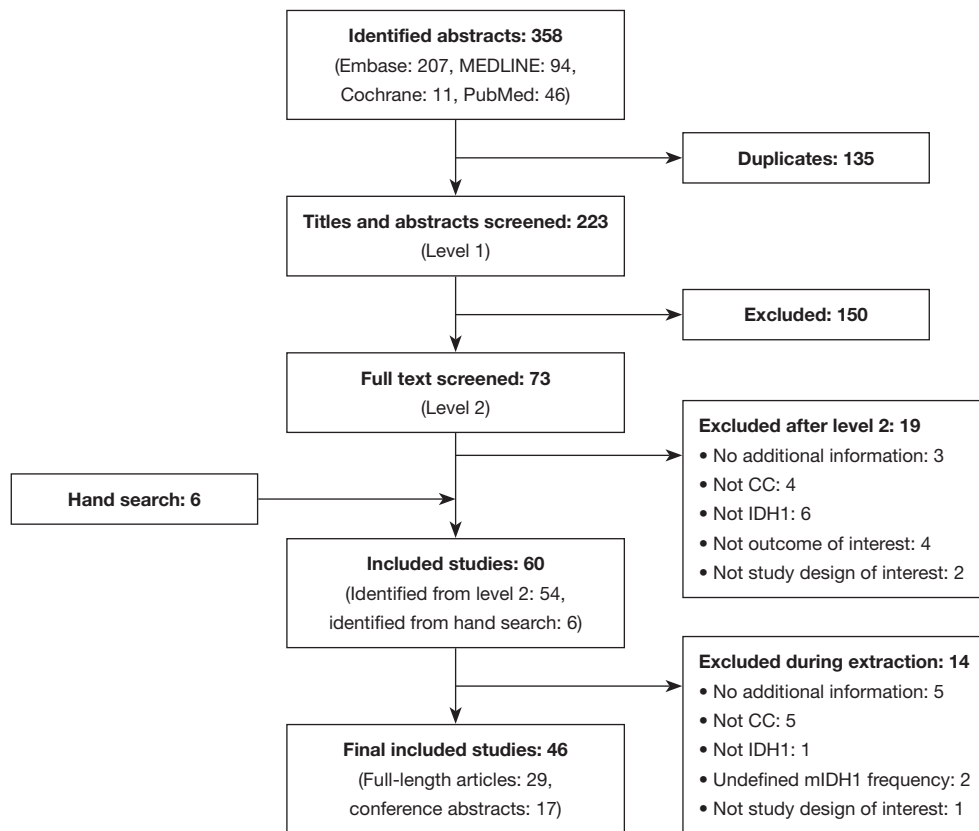 Identified abstracts: 358
(Embase: 207, MEDLINE: 94,
Cochrane: 11, PubMed: 46)
Duplicates: 135
Titles and abstracts screened: 223
(Level 1)
Excluded: 150
Full text screened: 73
(Level 2)
Excluded after level 2: 19
• No additional information: 3
• Not CC: 4
• Not IDH1: 6
• Not outcome of interest: 4
• Not study design of interest: 2
Hand search: 6
Included studies: 60
(Identified from level 2: 54,
identified from hand search: 6)
Excluded during extraction: 14
• No additional information: 5
• Not CC: 5
• Not IDH1: 1
• Undefined mIDH1 frequency: 2
• Not study design of interest: 1
Final included studies: 46
(Full-length articles: 29,
conference abstracts: 17)